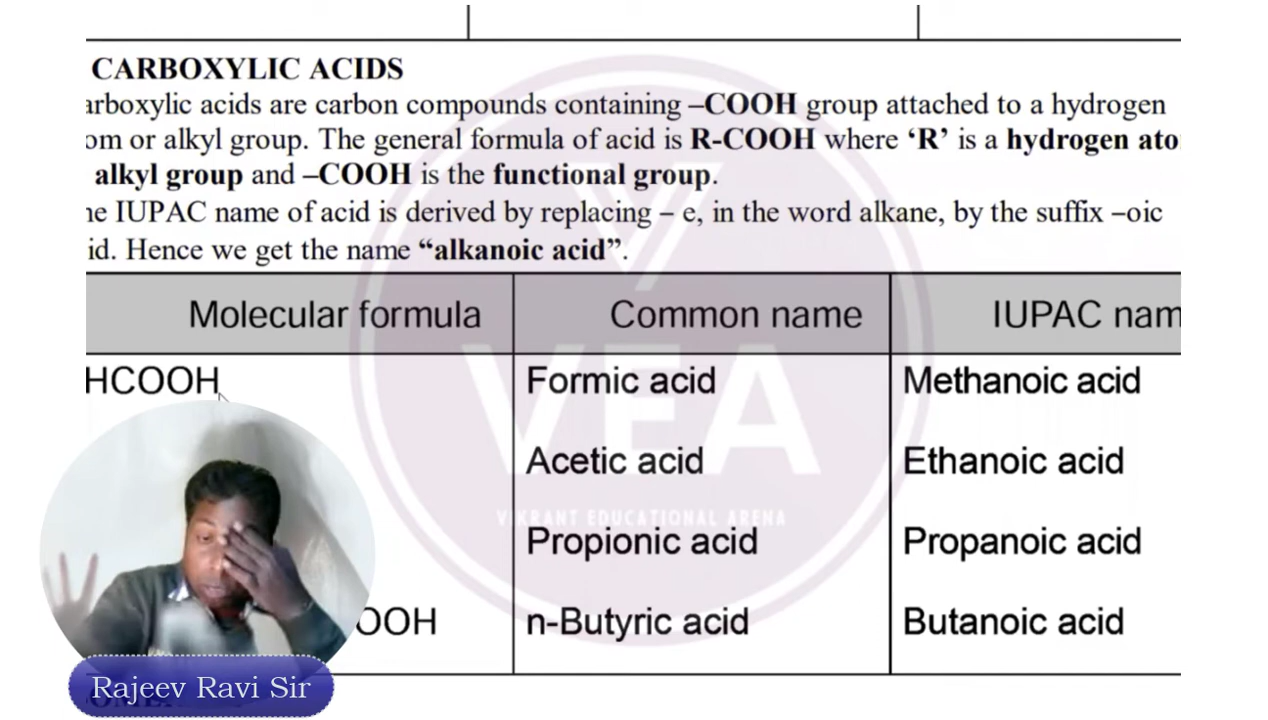 CARBOXYLIC ACIDS
arboxylic acids are carbon compounds containing –COOH group attached to a hydrogen
om or alkyl group. The general formula of acid is R-COOH where ‘R’ is a hydrogen ato
alkyl group and –COOH is the functional group.
he IUPAC name of acid is derived by replacing – e, in the word alkane, by the suffix –oic
id. Hence we get the name “alkanoic acid”.
Molecular formula Common name IUPAC nam
HCOOH Formic acid Methanoic acid
Acetic acid Ethanoic acid
VEA
VIKRANT EDUCATIONAL ARENA
Propionic acid Propanoic acid
OOH n-Butyric acid Butanoic acid
Rajeev Ravi Sir